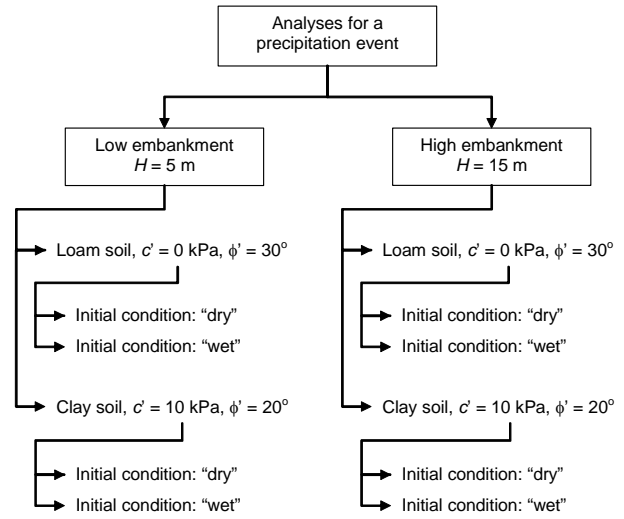 Analyses for a
precipitation event
Low embankment
H = 5 m
Loam soil, c' = 0 kPa, ϕ' = 30°
Initial condition: “dry”
Initial condition: “wet”
Clay soil, c' = 10 kPa, ϕ' = 20°
Initial condition: “dry”
Initial condition: “wet”
High embankment
H = 15 m
Loam soil, c' = 0 kPa, ϕ' = 30°
Initial condition: “dry”
Initial condition: “wet”
Clay soil, c' = 10 kPa, ϕ' = 20°
Initial condition: “dry”
Initial condition: “wet”